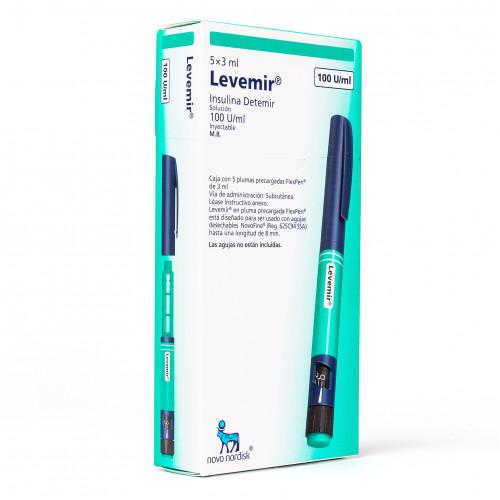 100 U/ml
Levemir®
Levemir®
5x3 ml
Levemir®
100 U/ml
Insulina Detemir
Solución
100 U/ml
Inyectable
M.R.
Caja con 5 plumas precargadas FlexPen®
de 3 ml
Vía de administración: Subcutánea.
Léase Instructivo anexo.
Levemir® en pluma precargada FlexPen®
está diseñado para ser usado con agujas
desechables NovoFine® (Reg. 625C94 SSA)
hasta una longitud de 8 mm.
Las agujas no están incluidas.
Levemir®
novo nordisk®